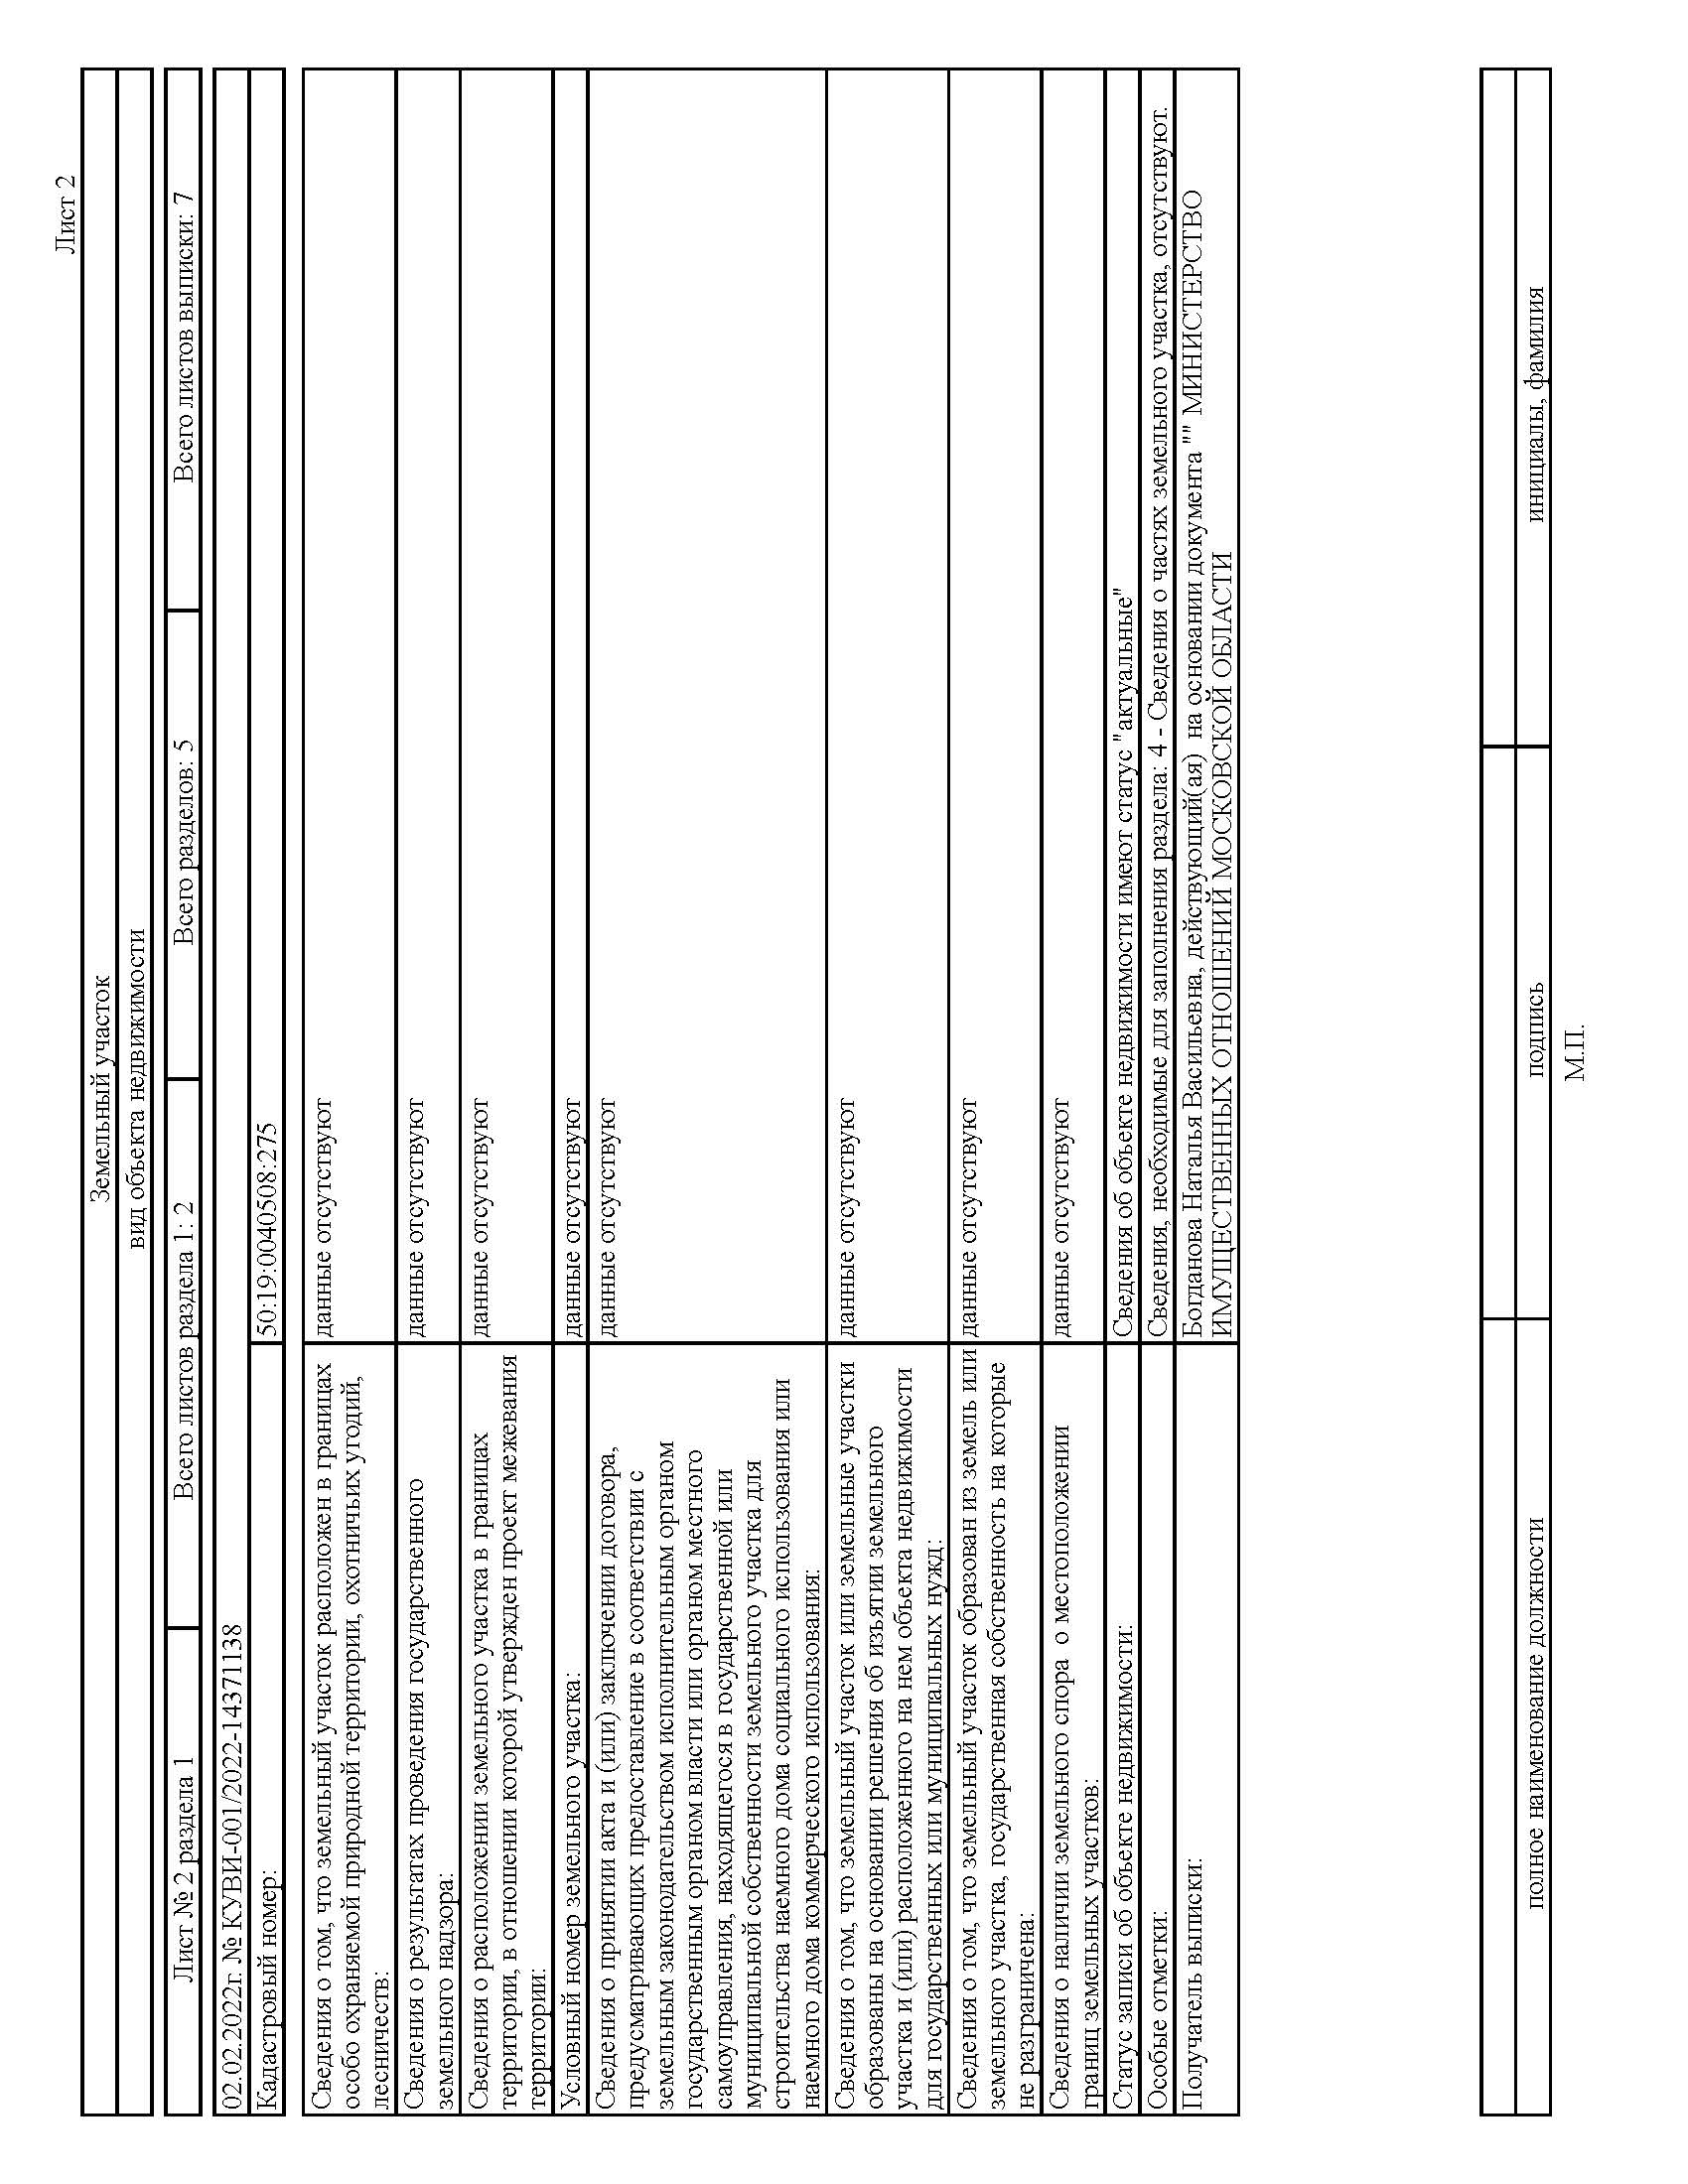 Лист 2
Земельный участок
вид объекта недвижимости
Лист № 2 раздела 1
Всего листов раздела 1: 2
Всего разделов: 5
Всего листов выписки: 7
02.02.2022г. № КУВИ-001/2022-14371138
Кадастровый номер:
50:19:0040508:275
Сведения о том, что земельный участок расположен в границах
особо охраняемой природной территории, охотничьих угодий,
лесничеств:
данные отсутствуют
Сведения о результатах проведения государственного
земельного надзора:
данные отсутствуют
Сведения о расположении земельного участка в границах
территории, в отношении которой утвержден проект межевания
территории:
данные отсутствуют
Условный номер земельного участка:
данные отсутствуют
Сведения о принятии акта и (или) заключении договора,
предусматривающих предоставление в соответствии с
земельным законодательством исполнительным органом
государственным органом власти или органом местного
самоуправления, находящегося в государственной или
муниципальной собственности земельного участка для
строительства наемного дома социального использования или
наемного дома коммерческого использования:
данные отсутствуют
Сведения о том, что земельный участок или земельные участки
образованы на основании решения об изъятии земельного
участка и (или) расположенного на нем объекта недвижимости
для государственных или муниципальных нужд:
данные отсутствуют
Сведения о том, что земельный участок образован из земель или
земельного участка, государственная собственность на которые
не разграничена:
данные отсутствуют
Сведения о наличии земельного спора о местоположении
границ земельных участков:
данные отсутствуют
Статус записи об объекте недвижимости:
Сведения об объекте недвижимости имеют статус "актуальные"
Особые отметки:
Сведения, необходимые для заполнения раздела: 4 - Сведения о частях земельного участка, отсутствуют.
Получатель выписки:
Богданова Наталья Васильевна, действующий(ая) на основании документа "" МИНИСТЕРСТВО
ИМУЩЕСТВЕННЫХ ОТНОШЕНИЙ МОСКОВСКОЙ ОБЛАСТИ
полное наименование должности
подпись
инициалы, фамилия
М.П.